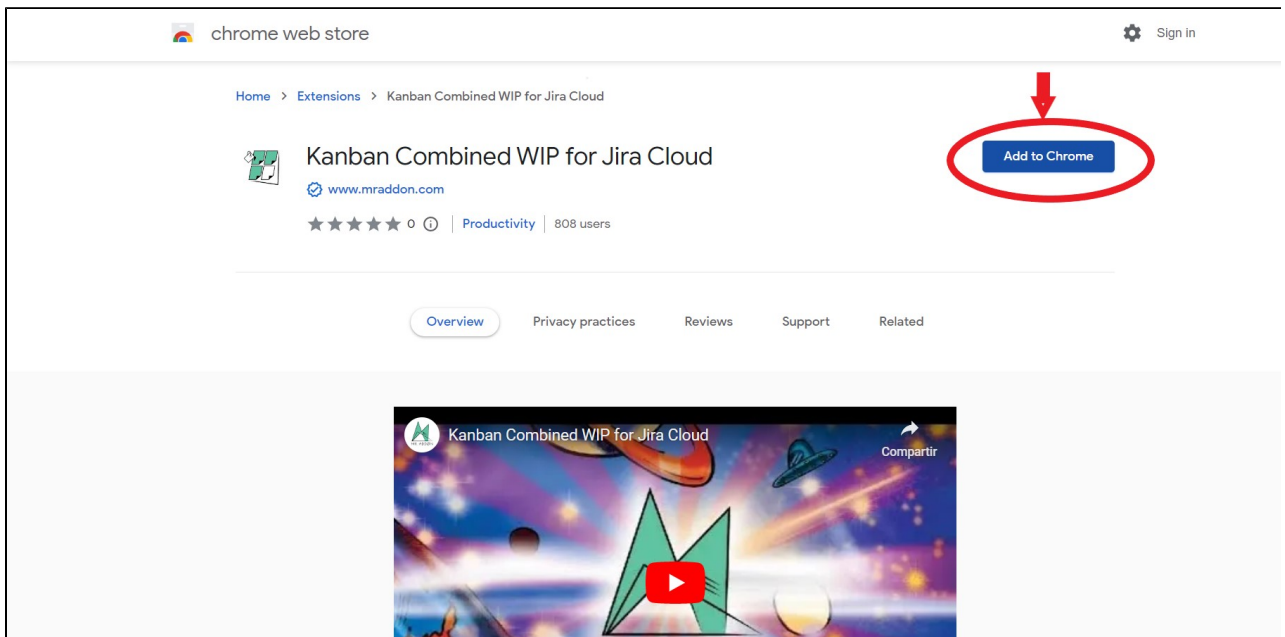 chrome web store
Sign in
Home > Extensions > Kanban Combined WIP for Jira Cloud
Kanban Combined WIP for Jira Cloud
Add to Chrome
www.mraddon.com
0 Productivity 808 users
Overview Privacy practices Reviews Support Related
Kanban Combined WIP for Jira Cloud
Compartir